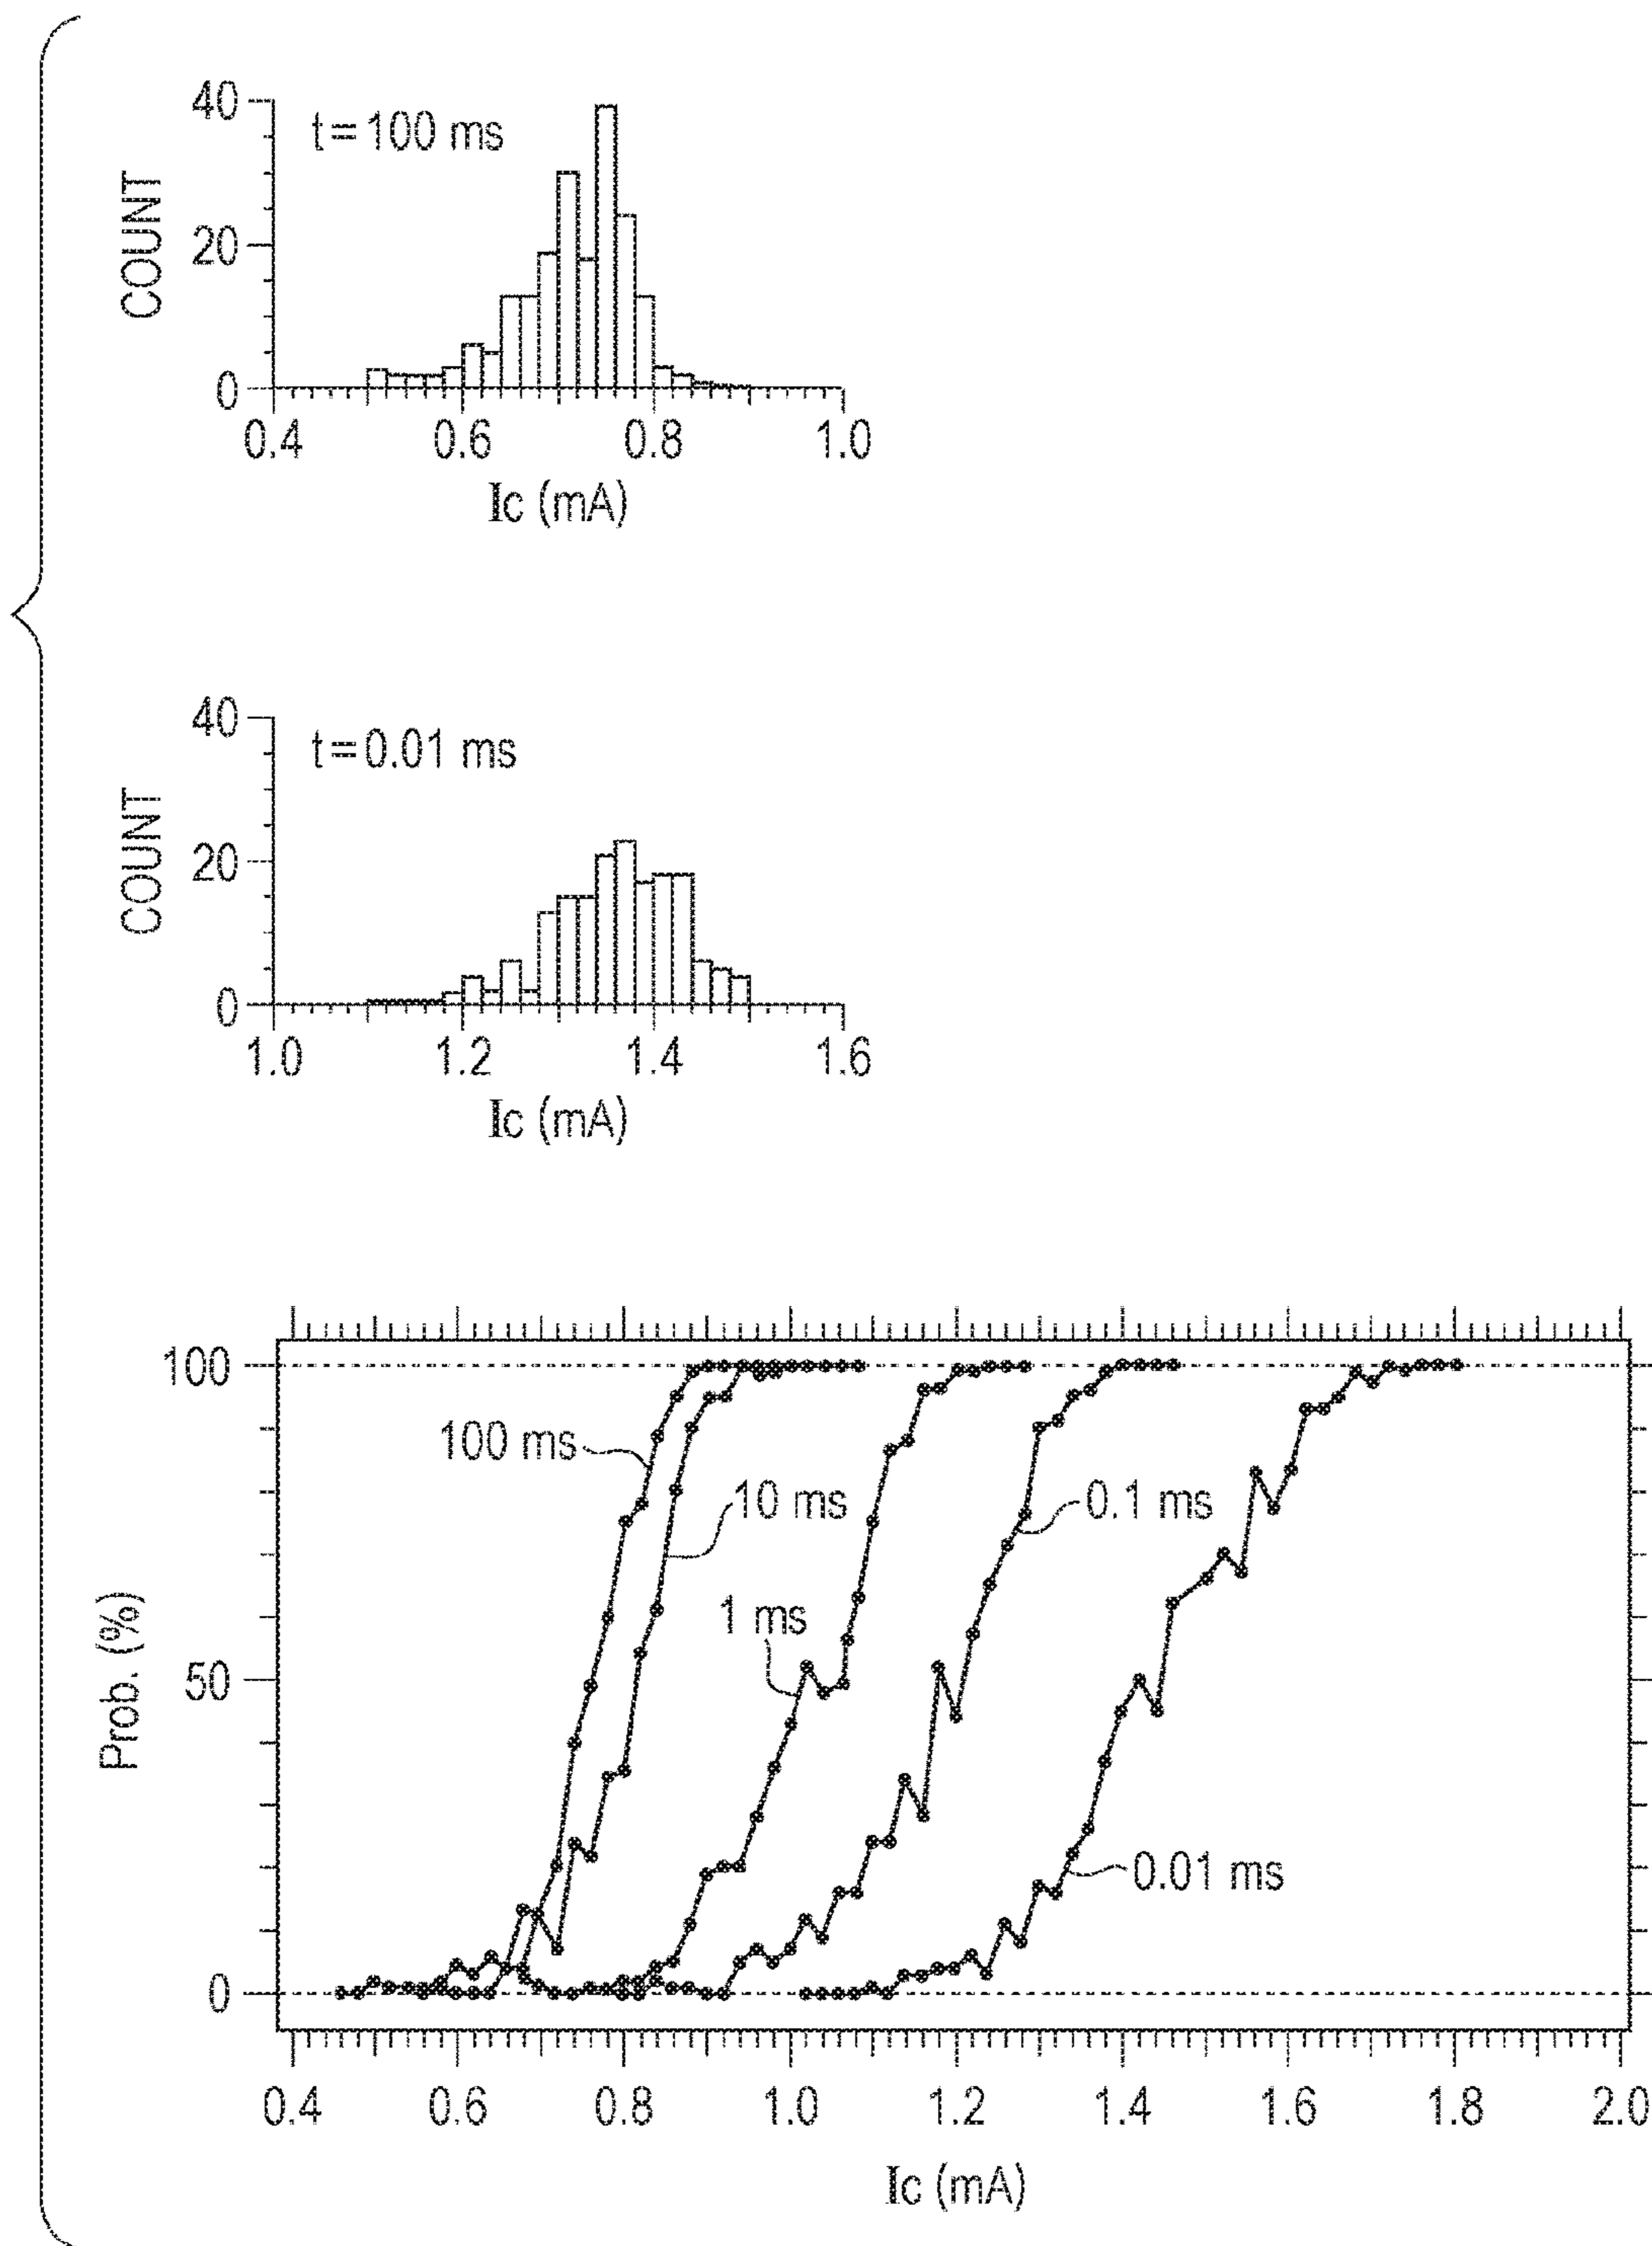 40
t=100 ms
COUNT
20
0
0.4 0.6 0.8 1.0
Ic (mA)
40
t=0.01 ms
COUNT
20
0
1.0 1.2 1.4 1.6
Ic (mA)
100
100 ms
10 ms
0.1 ms
1 ms
Prob. (%)
50
0.01 ms
0
0.4 0.6 0.8 1.0 1.2 1.4 1.6 1.8 2.0
Ic (mA)